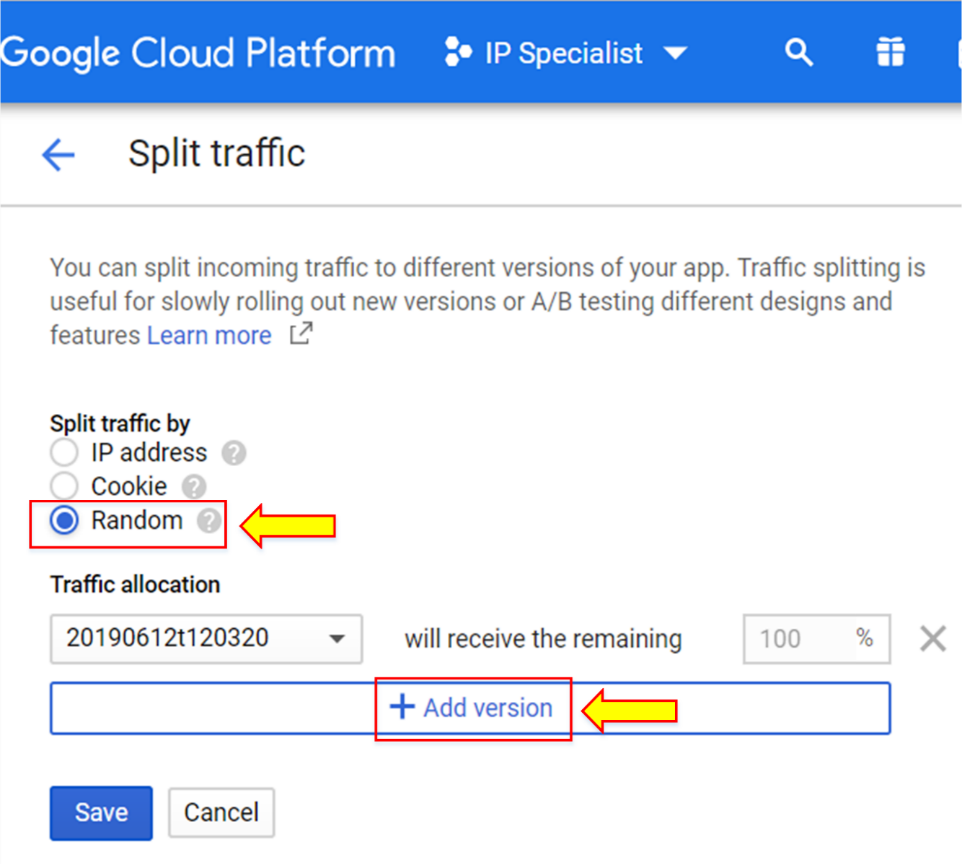 Google Cloud Platform IP Specialist
Split traffic
You can split incoming traffic to different versions of your app. Traffic splitting is
useful for slowly rolling out new versions or A/B testing different designs and
features Learn more
Split traffic by
IP address ?
Cookie ?
Random ?
Traffic allocation
20190612t120320 will receive the remaining 100 %
+ Add version
Save Cancel